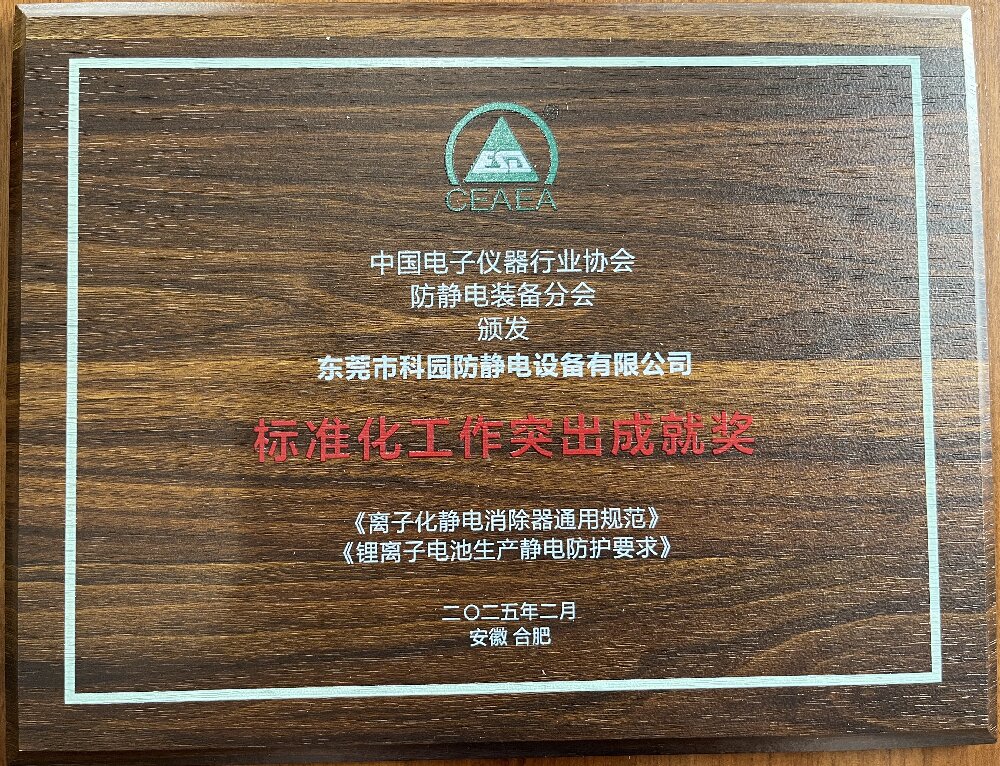 ESD
CEAEA
中国电子仪器行业协会
防静电装备分会
颁发
东莞市科园防静电设备有限公司
标准化工作突出成就奖
《离子化静电消除器通用规范》
《锂离子电池生产静电防护要求》
二〇二五年二月
安徽 合肥